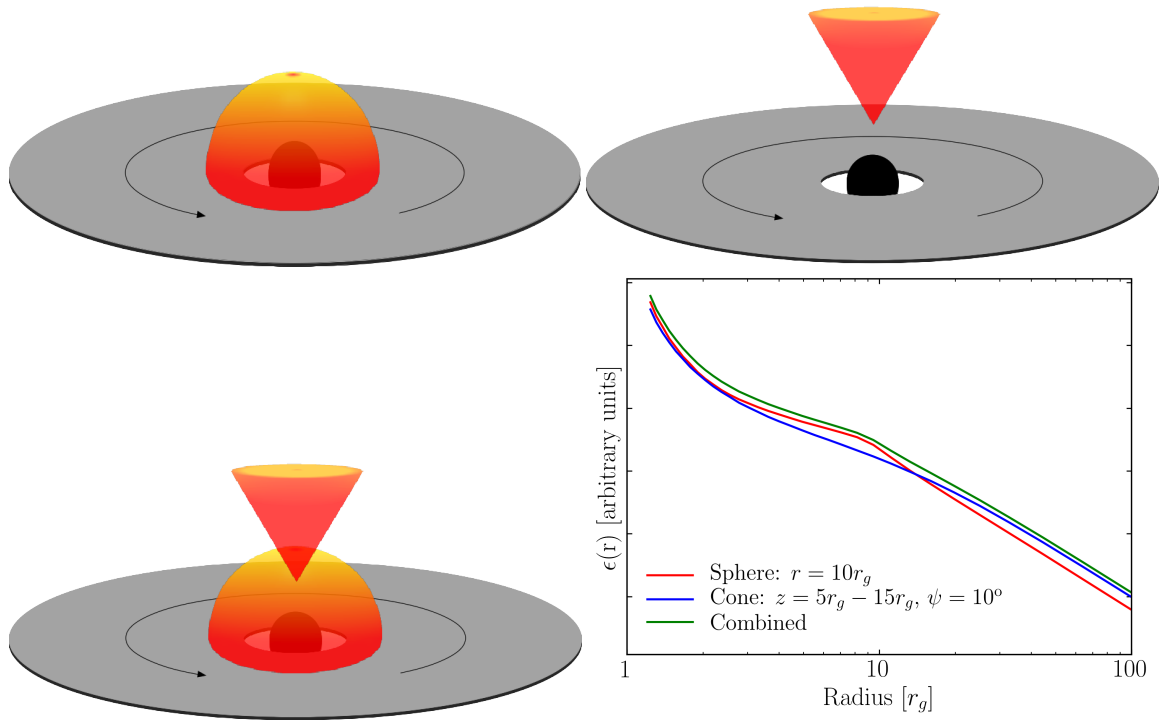 ϵ(r) [arbitrary units]
Sphere: r = 10r_g
Cone: z = 5r_g − 15r_g, ψ = 10°
Combined
1 10 100
Radius [r_g]